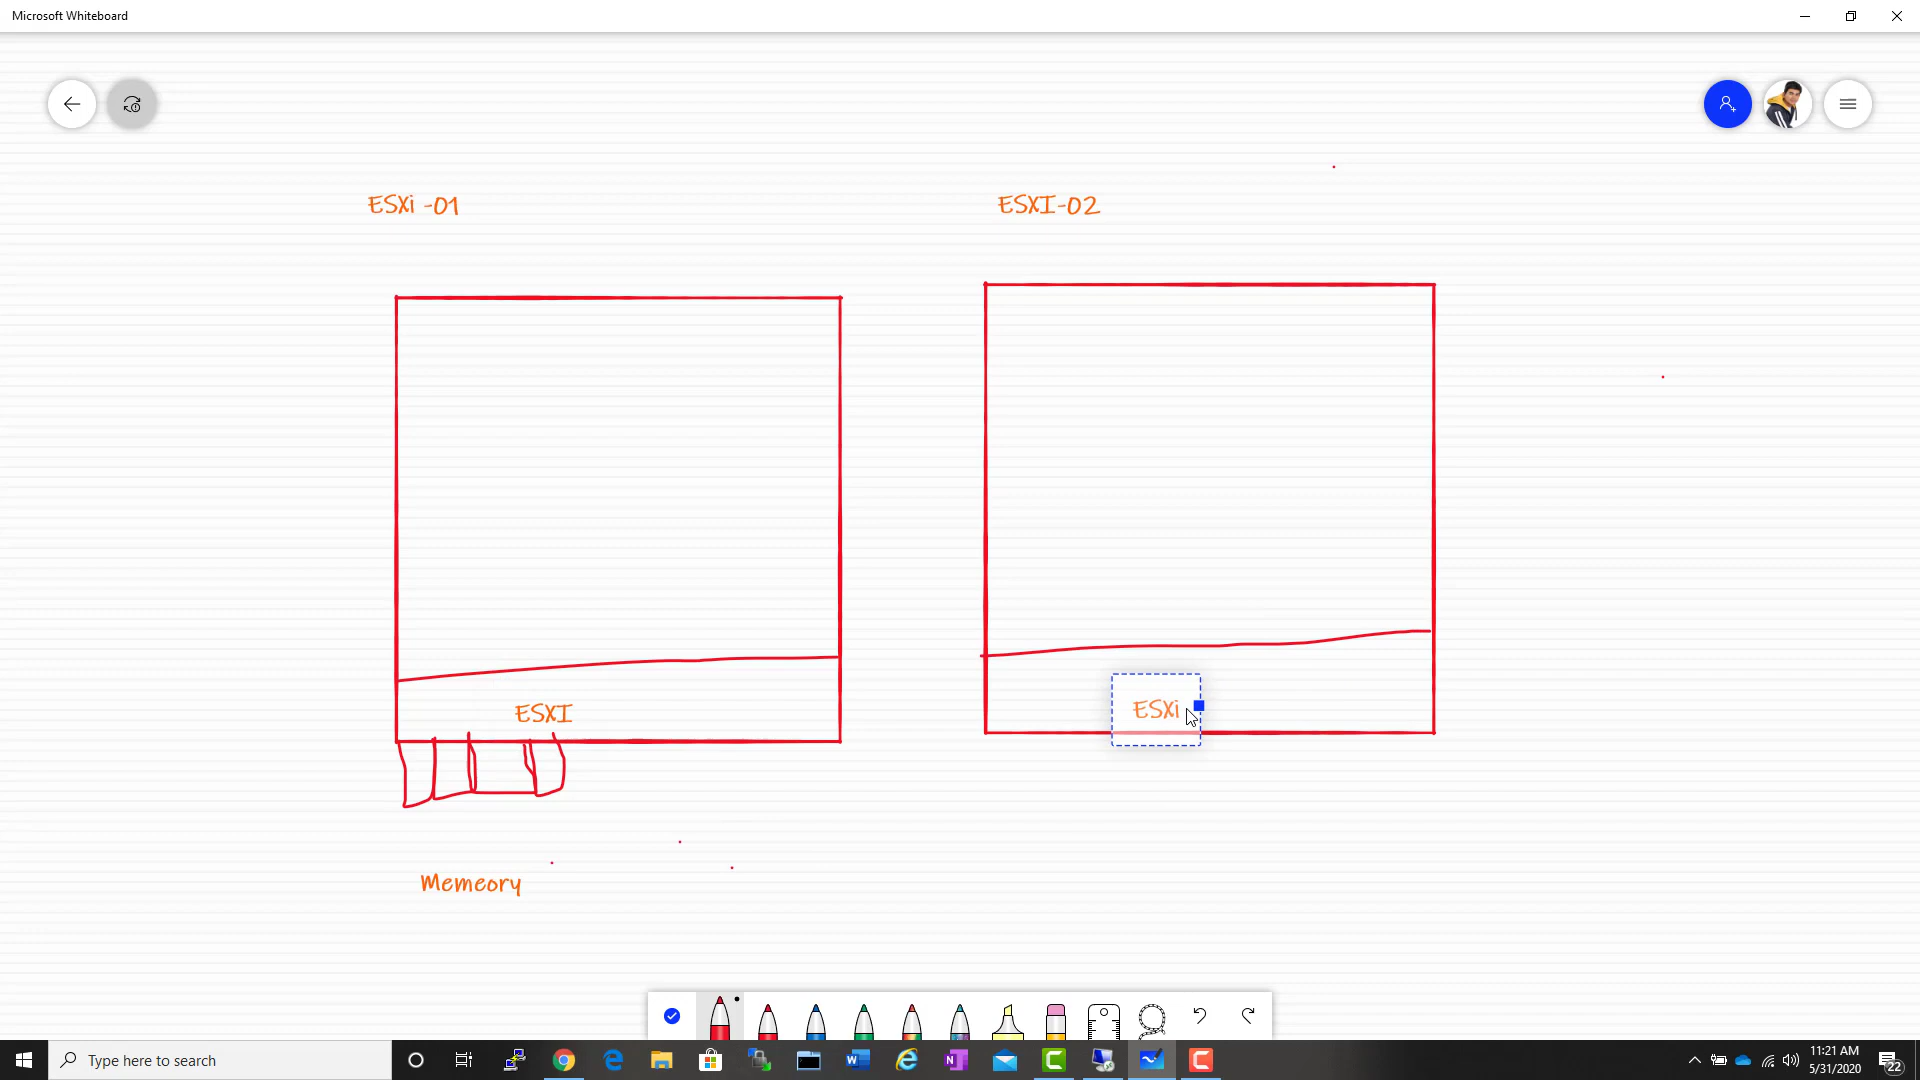 Microsoft Whiteboard
ESXi -01
ESXI-02
ESXI
ESXi
Memeory
Type here to search
11:21 AM
5/31/2020
22